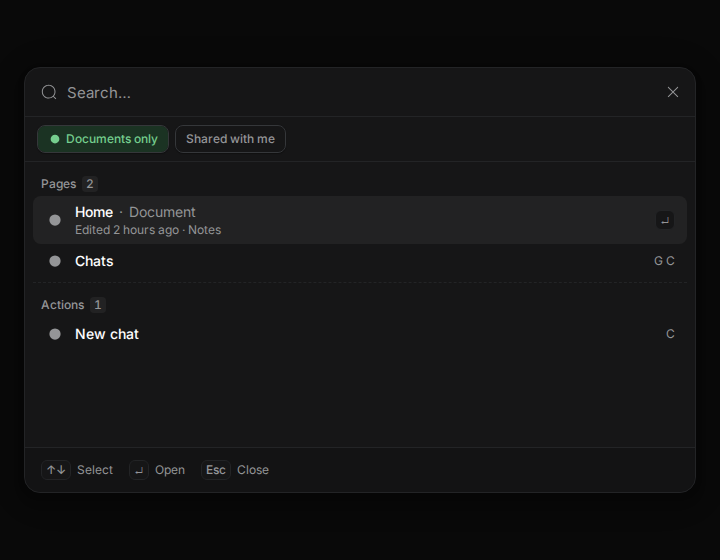 Search...
Documents only Shared with me
Pages 2
Home · Document
Edited 2 hours ago · Notes ↵
Chats G C
Actions 1
New chat C
↑↓ Select ↵ Open Esc Close